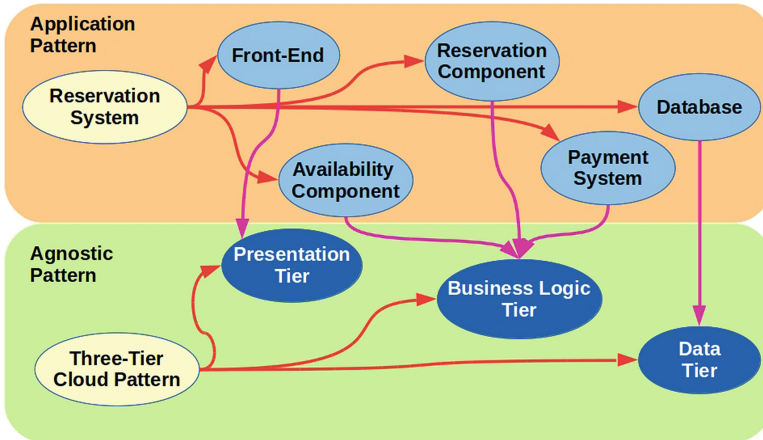 Application
Pattern
Front-End
Reservation
Component
Reservation
System
Database
Availability
Component
Payment
System
Agnostic
Pattern
Presentation
Tier
Business Logic
Tier
Three-Tier
Cloud Pattern
Data
Tier